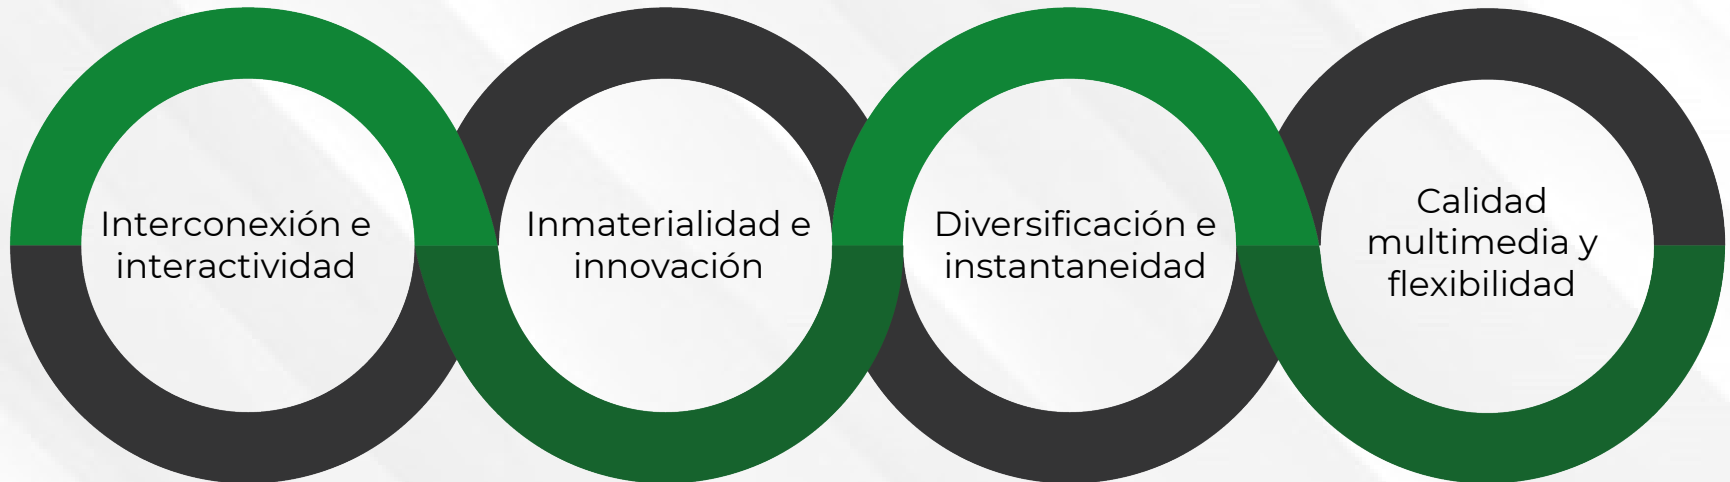 Interconexión e
interactividad
Inmaterialidad e
innovación
Diversificación e
instantaneidad
Calidad
multimedia y
flexibilidad